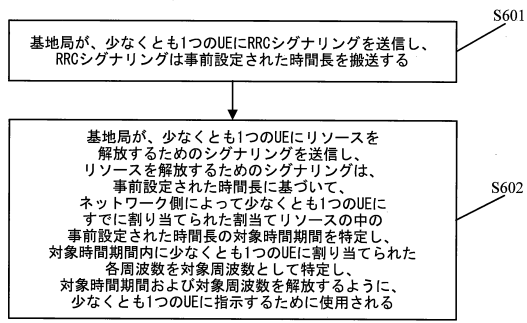 S601
基地局が、少なくとも1つのUEにRRCシグナリングを送信し、
RRCシグナリングは事前設定された時間長を搬送する
S602
基地局が、少なくとも1つのUEにリソースを
解放するためのシグナリングを送信し、
リソースを解放するためのシグナリングは、
事前設定された時間長に基づいて、
ネットワーク側によって少なくとも1つのUEに
すでに割り当てられた割当てリソースの中の
事前設定された時間長の対象時間期間を特定し、
対象時間期間内に少なくとも1つのUEに割り当てられた
各周波数を対象周波数として特定し、
対象時間期間および対象周波数を解放するように、
少なくとも1つのUEに指示するために使用される